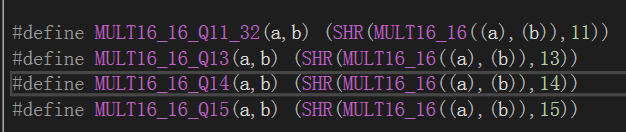 #define MULT16_16_Q11_32(a,b) (SHR(MULT16_16((a),(b)),11))
#define MULT16_16_Q13(a,b) (SHR(MULT16_16((a),(b)),13))
#define MULT16_16_Q14(a,b) (SHR(MULT16_16((a),(b)),14))
#define MULT16_16_Q15(a,b) (SHR(MULT16_16((a),(b)),15))